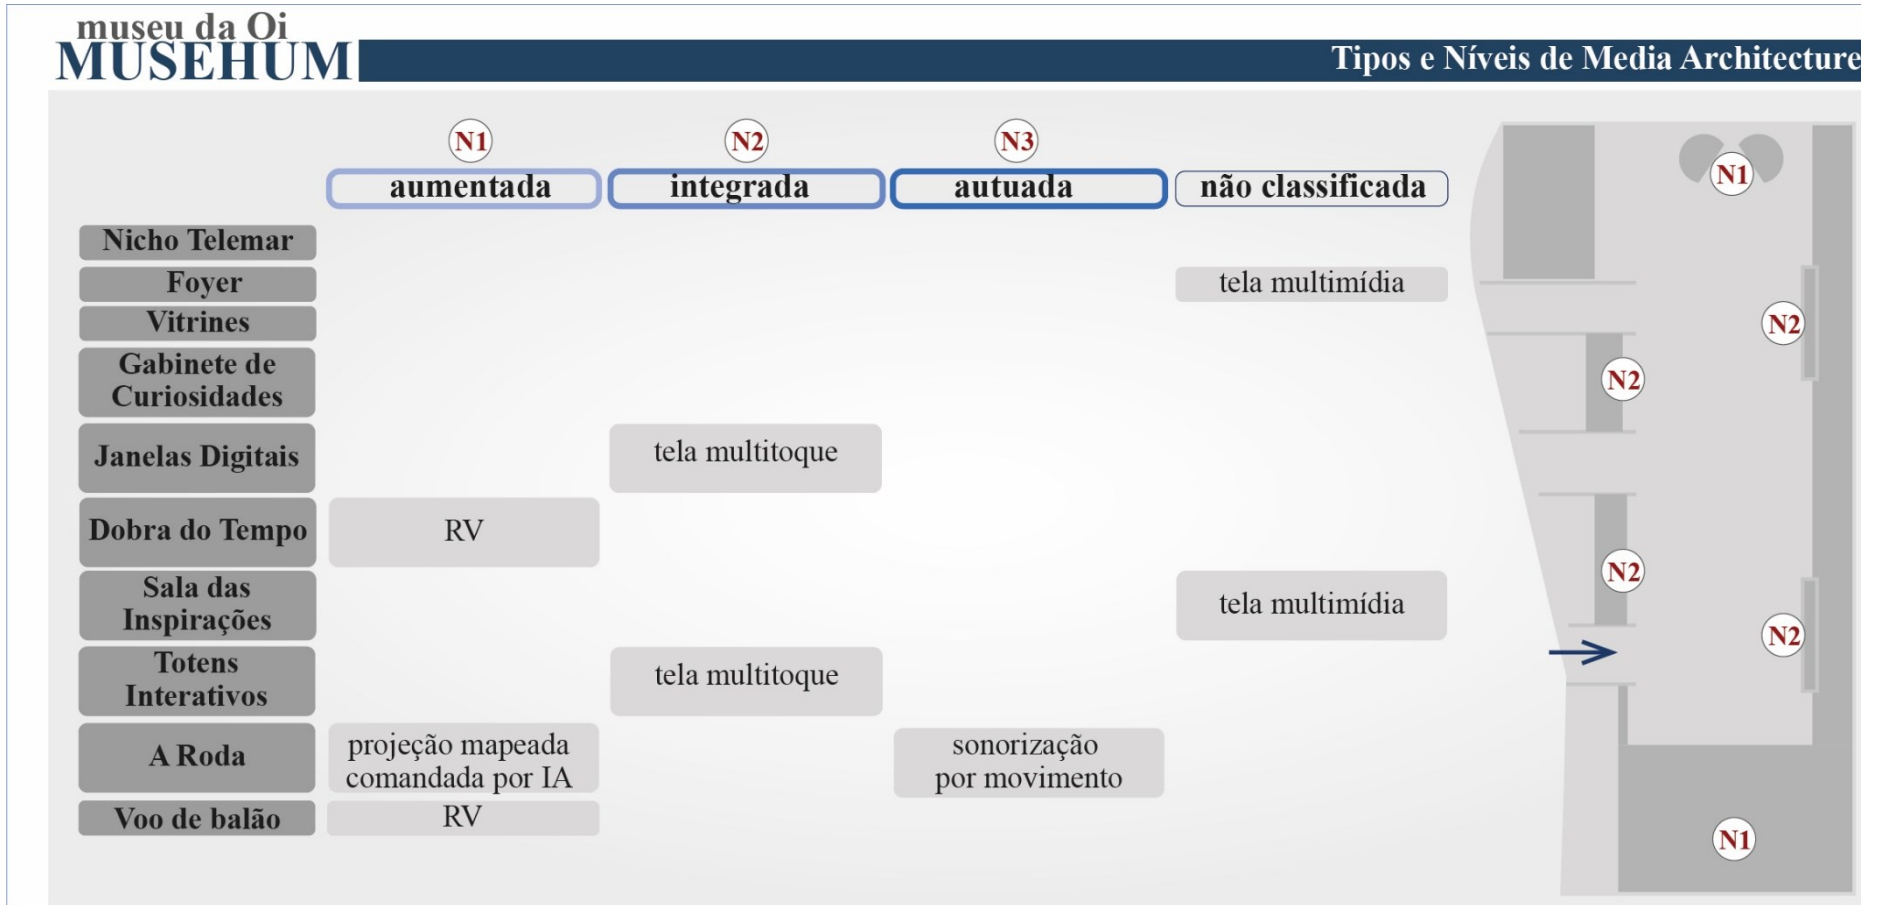 museu da Oi
MUSEHUM
Tipos e Níveis de Media Architecture
N1
N2
N3
aumentada
integrada
autuada
não classificada
Nicho Telemar
Foyer
tela multimídia
Vitrines
Gabinete de
Curiosidades
Janelas Digitais
tela multitoque
Dobra do Tempo
RV
Sala das
Inspirações
tela multimídia
Totens
Interativos
tela multitoque
A Roda
projeção mapeada
comandada por IA
sonorização
por movimento
Voo de balão
RV
N1
N2
N2
N2
N2
N1